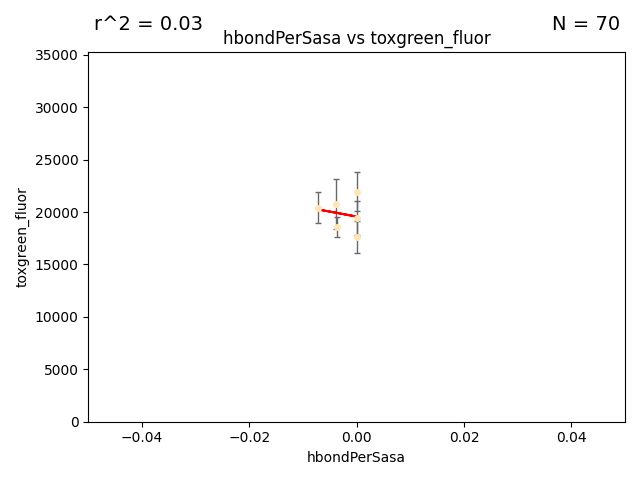 r^2 = 0.03
N = 70
hbondPerSasa vs toxgreen_fluor
35000
30000
25000
20000
15000
10000
5000
0
toxgreen_fluor
−0.04
−0.02
0.00
0.02
0.04
hbondPerSasa